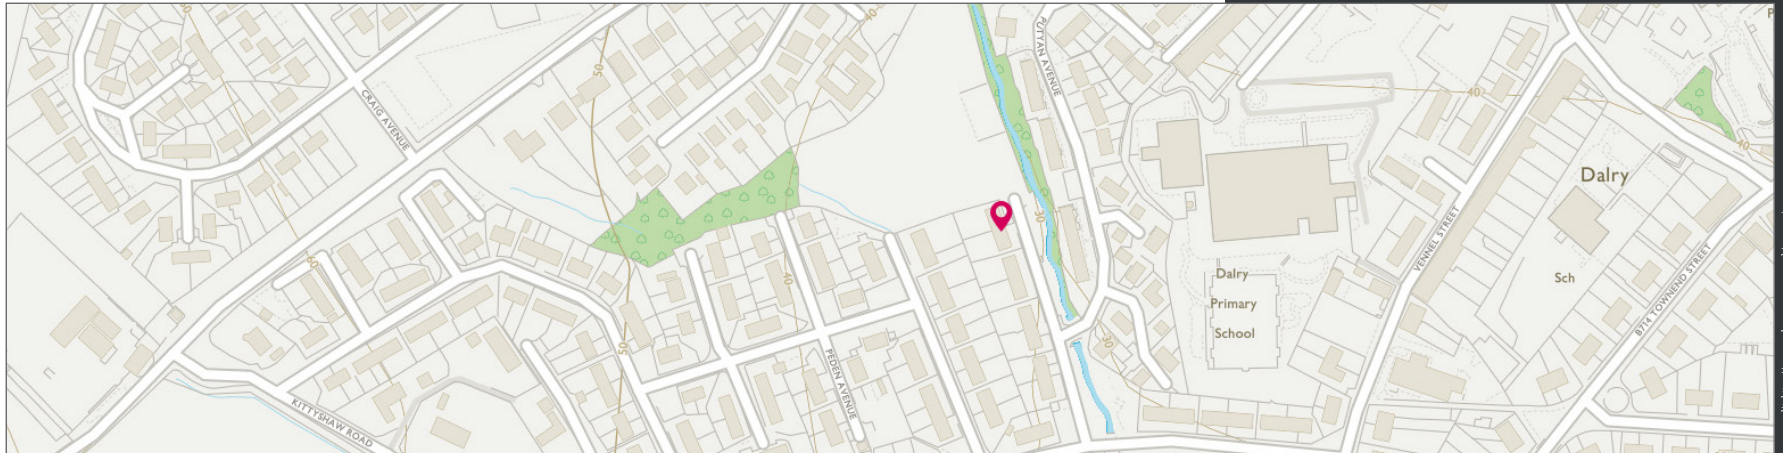 50
40
CRAIG AVENUE
PUTYAN AVENUE
50
40
40
Dalry
30
VENNEL STREET
60
40
Dalry
Primary
School
Sch
B714 TOWNEND STREET
50
PEDEN AVENUE
30
KITTYSHAW ROAD